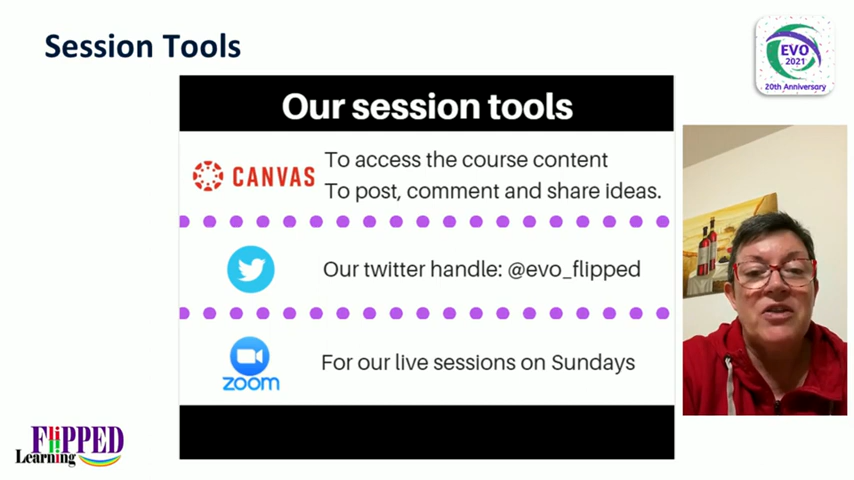 Session Tools
EVO
2021
20th Anniversary
Our session tools
CANVAS
To access the course content
To post, comment and share ideas.
Our twitter handle: @evo_flipped
zoom
For our live sessions on Sundays
FliPPED
Learning